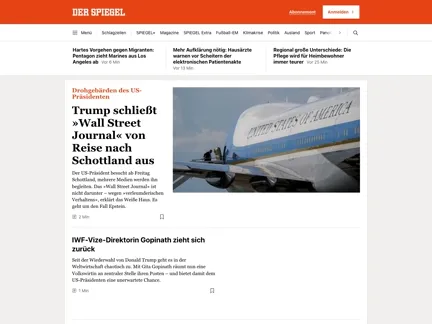 DER SPIEGEL
Abonnement
Anmelden
Menü Schlagzeilen SPIEGEL+ Magazin SPIEGEL Extra Fußball-EM Klimakrise Politik Ausland Sport
Hartes Vorgehen gegen Migranten:
Pentagon zieht Marines aus
Los Angeles ab Vor 6 Min
Mehr Aufklärung nötig: Hausärzte
warnen vor Scheitern der
elektronischen Patientenakte
Vor 19 Min
Regional große Unterschiede: Die
Pflege wird für Heimbewohner
immer teurer Vor 25 Min
Drohgebärden des US-
Präsidenten
Trump schließt
»Wall Street
Journal« von
Reise nach
Schottland aus
Der US-Präsident besucht ab Freitag
Schottland, mehrere Medien werden ihn
begleiten. Das »Wall Street Journal« ist
nicht darunter – wegen »verleumderischen
Verhaltens«, erklärt das Weiße Haus. Es
geht um den Fall Epstein.
2 Min
UNITED STATES OF AMERICA
IWF-Vize-Direktorin Gopinath zieht sich
zurück
Seit der Wiederwahl von Donald Trump geht es in der
Weltwirtschaft chaotisch zu. Mit Gita Gopinath räumt nun eine
Volkswirtin an zentraler Stelle ihren Posten – und bietet damit dem
US-Präsidenten eine unerwartete Chance.
1 Min